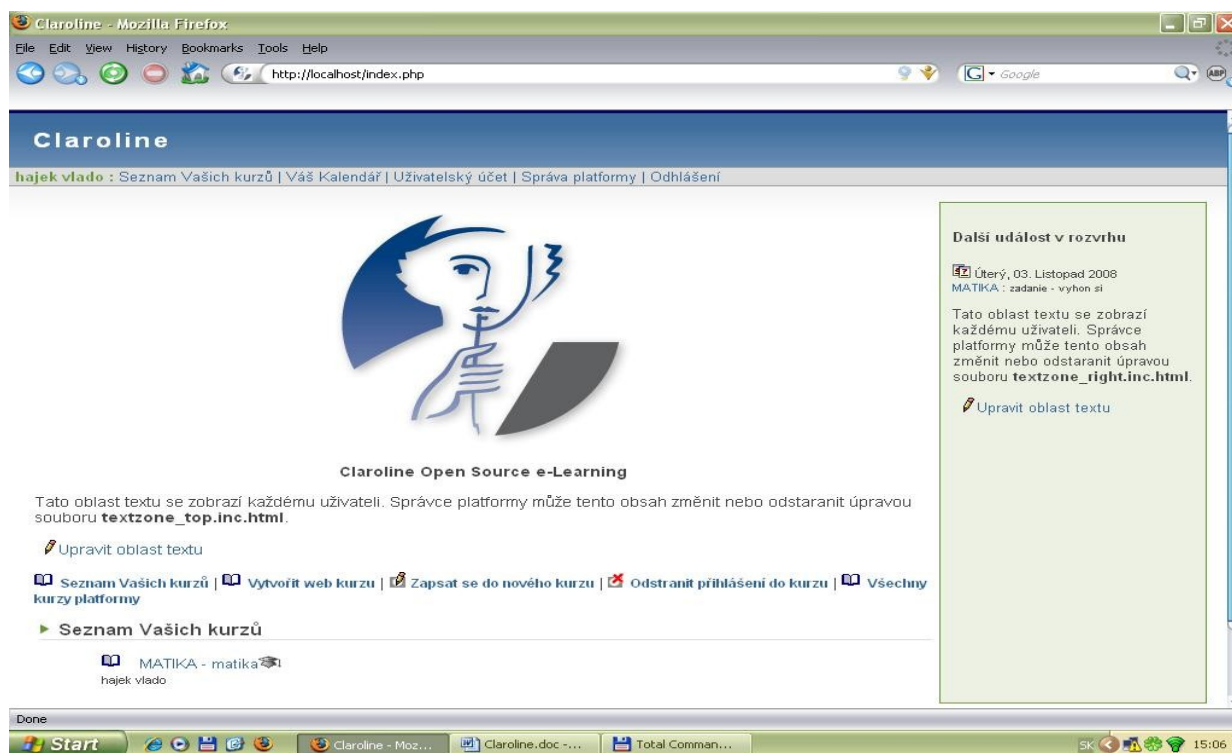 Claroline - Mozilla Firefox
File Edit View History Bookmarks Tools Help
http://localhost/index.php
G Google
ABP
Claroline
hajek vlado : Seznam Vašich kurzů | Váš Kalendář | Uživatelský účet | Správa platformy | Odhlášení
Claroline Open Source e-Learning
Tato oblast textu se zobrazí každému uživateli. Správce platformy může tento obsah změnit nebo odstaranit úpravou
souboru textzone_top.inc.html.
Upravit oblast textu
Seznam Vašich kurzů | Vytvořit web kurzu | Zapsat se do nového kurzu | Odstranit přihlášení do kurzu | Všechny
kurzy platformy
Seznam Vašich kurzů
MATIKA - matika
hajek vlado
Další událost v rozvrhu
Úterý, 03. Listopad 2008
MATIKA : zadanie - vyhon si
Tato oblast textu se zobrazí
každému uživateli. Správce
platformy může tento obsah
změnit nebo odstaranit úpravou
souboru textzone_right.inc.html.
Upravit oblast textu
Done
Start Claroline - Moz... Claroline.doc -... Total Comman... SK 15:06